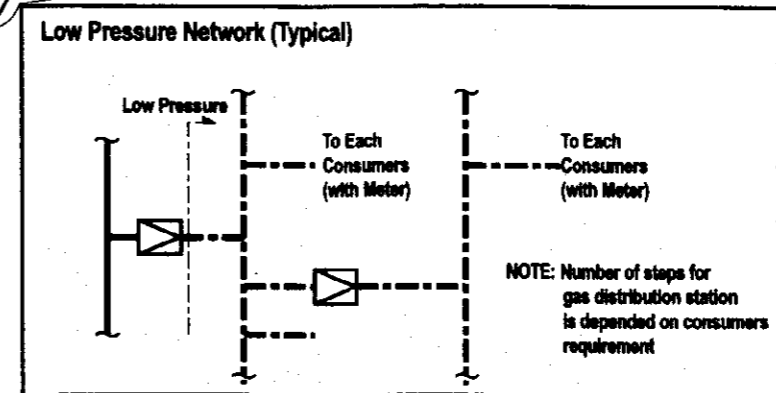 Low Pressure Network (Typical)
Low Pressure
To Each
Consumers
(with Meter)
To Each
Consumers
(with Meter)
NOTE: Number of steps for
gas distribution station
is depended on consumers
requirement